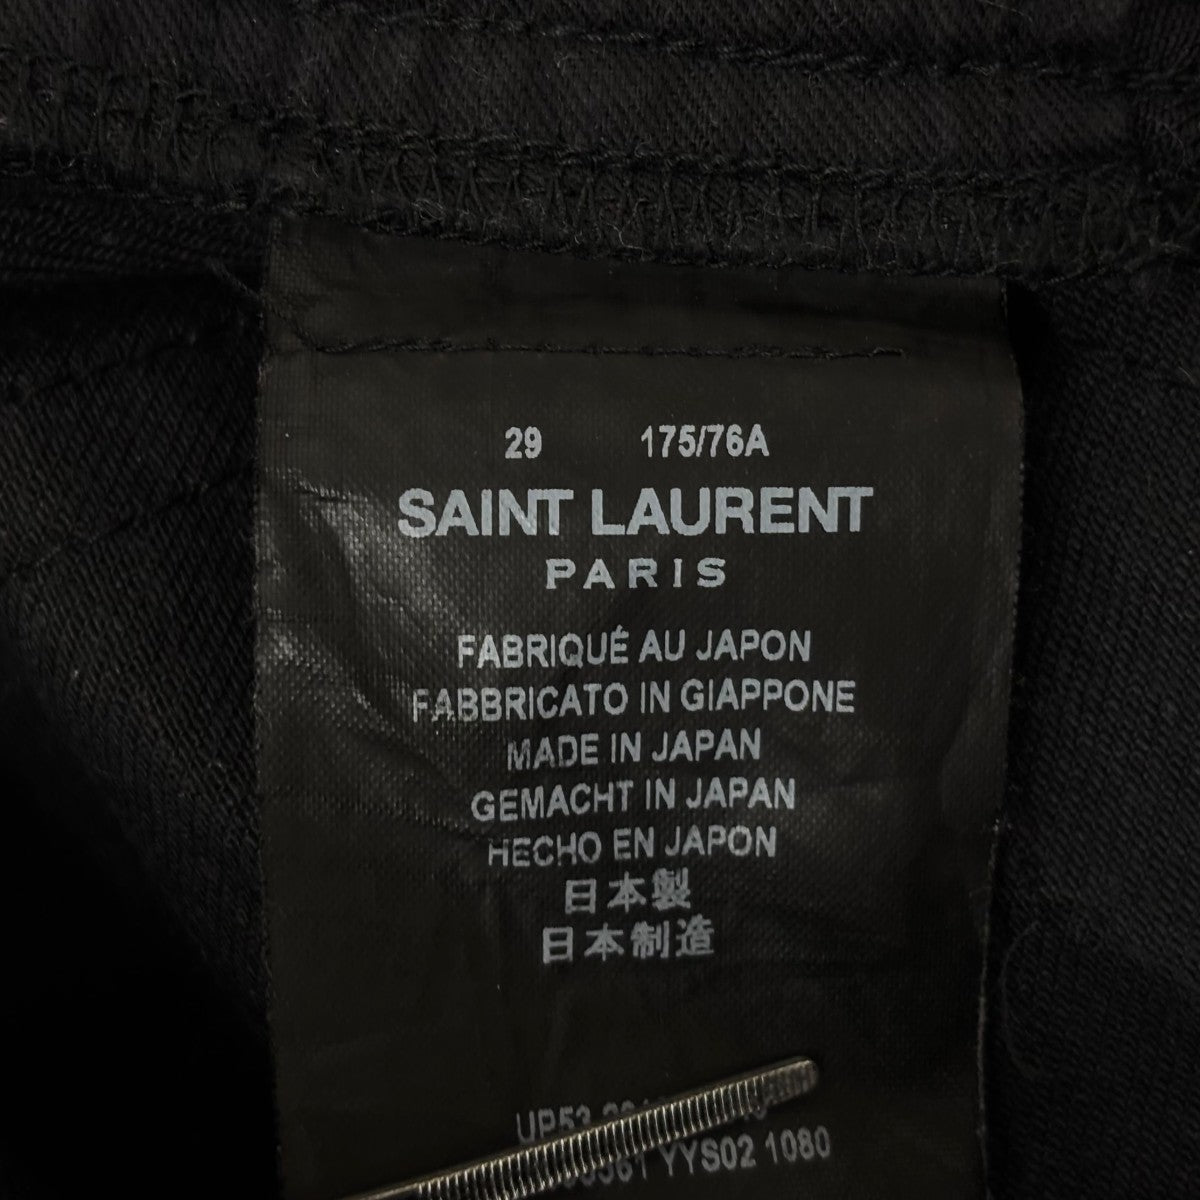 29 175/76A
SAINT LAURENT
PARIS
FABRIQUÉ AU JAPON
FABBRICATO IN GIAPPONE
MADE IN JAPAN
GEMACHT IN JAPAN
HECHO EN JAPON
日本製
日本制造
UP53
YYS02 1080